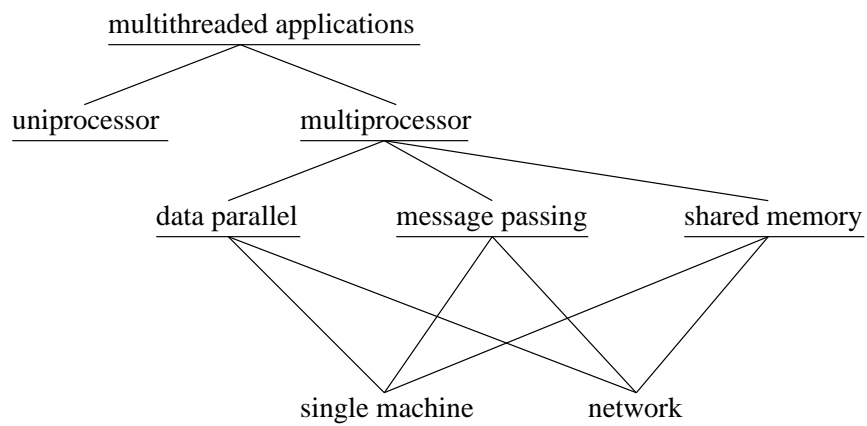 multithreaded applications
uniprocessor multiprocessor
data parallel message passing shared memory
single machine network